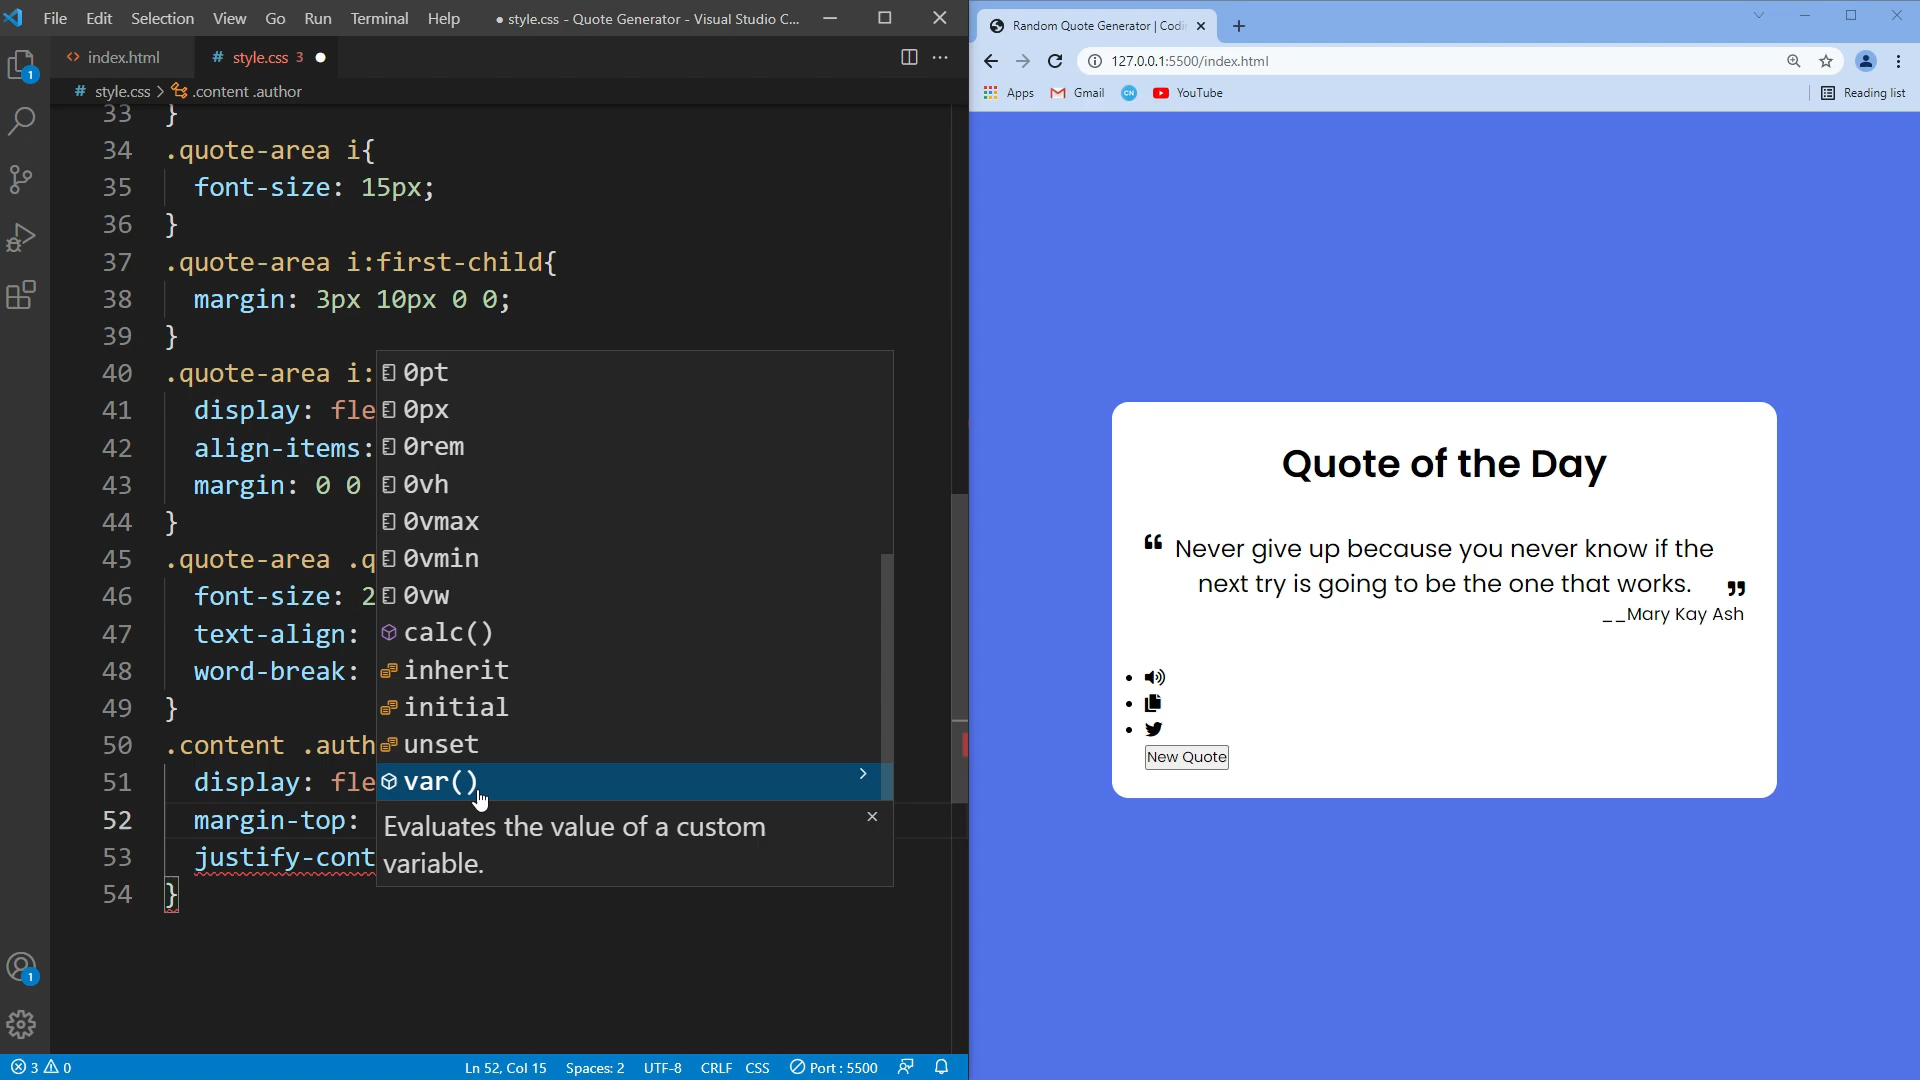 File Edit Selection View Go Run Terminal Help ● style.css - Quote Generator - Visual Studio C...
index.html # style.css 3 ●
# style.css > .content .author
33 }
34 .quote-area i{
35 font-size: 15px;
36 }
37 .quote-area i:first-child{
38 margin: 3px 10px 0 0;
39 }
40 .quote-area i:
41 display: fle
42 align-items:
43 margin: 0 0
44 }
45 .quote-area .q
46 font-size: 2
47 text-align:
48 word-break:
49 }
50 .content .auth
51 display: fle
52 margin-top:
53 justify-cont
54 }
0pt
0px
0rem
0vh
0vmax
0vmin
0vw
calc()
inherit
initial
unset
var()
Evaluates the value of a custom
variable.
1
1
3 0 Ln 52, Col 15 Spaces: 2 UTF-8 CRLF CSS Port : 5500
Random Quote Generator | Codi
127.0.0.1:5500/index.html
Apps Gmail CN YouTube Reading list
Quote of the Day
❝ Never give up because you never know if the
next try is going to be the one that works. ❞
__Mary Kay Ash
New Quote